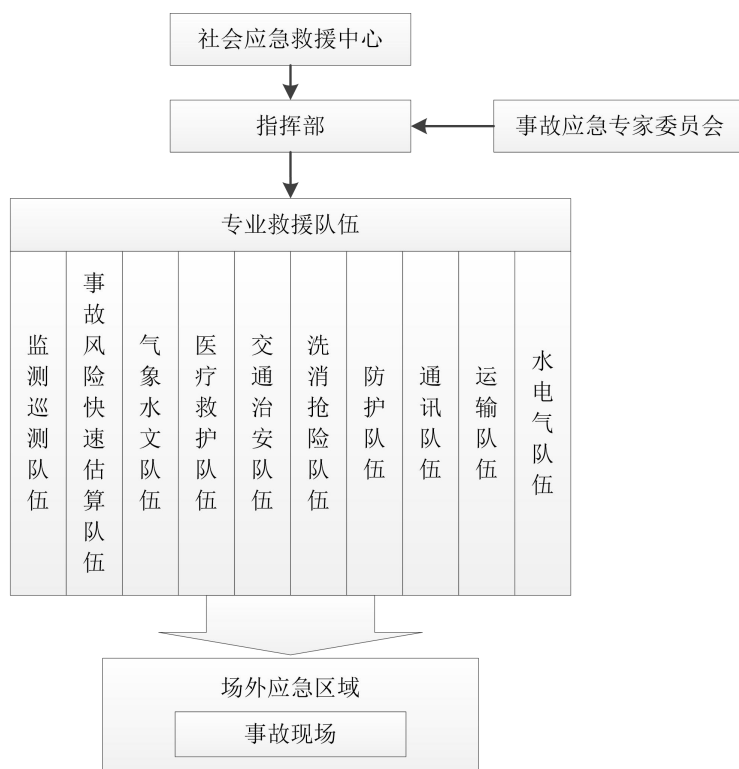 社会应急救援中心
指挥部
事故应急专家委员会
专业救援队伍
监测巡测队伍
事故风险快速估算队伍
气象水文队伍
医疗救护队伍
交通治安队伍
洗消抢险队伍
防护队伍
通讯队伍
运输队伍
水电气队伍
场外应急区域
事故现场